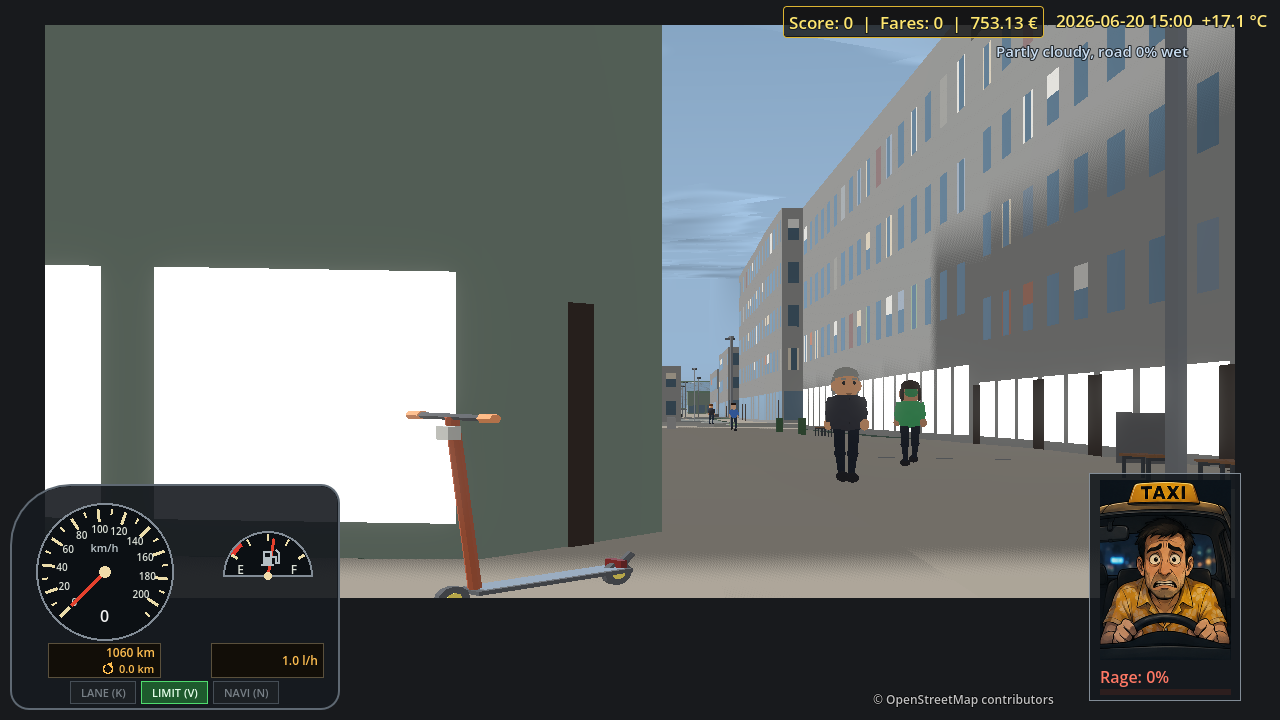 Score: 0 | Fares: 0 | 753.13 €
2026-06-20 15:00 +17.1 °C
Partly cloudy, road 0% wet
0 20 40 60 80 100 120 140 160 180 200
km/h
0
E F
1060 km
0.0 km
1.0 l/h
LANE (K)
LIMIT (V)
NAVI (N)
TAXI
Rage: 0%
© OpenStreetMap contributors